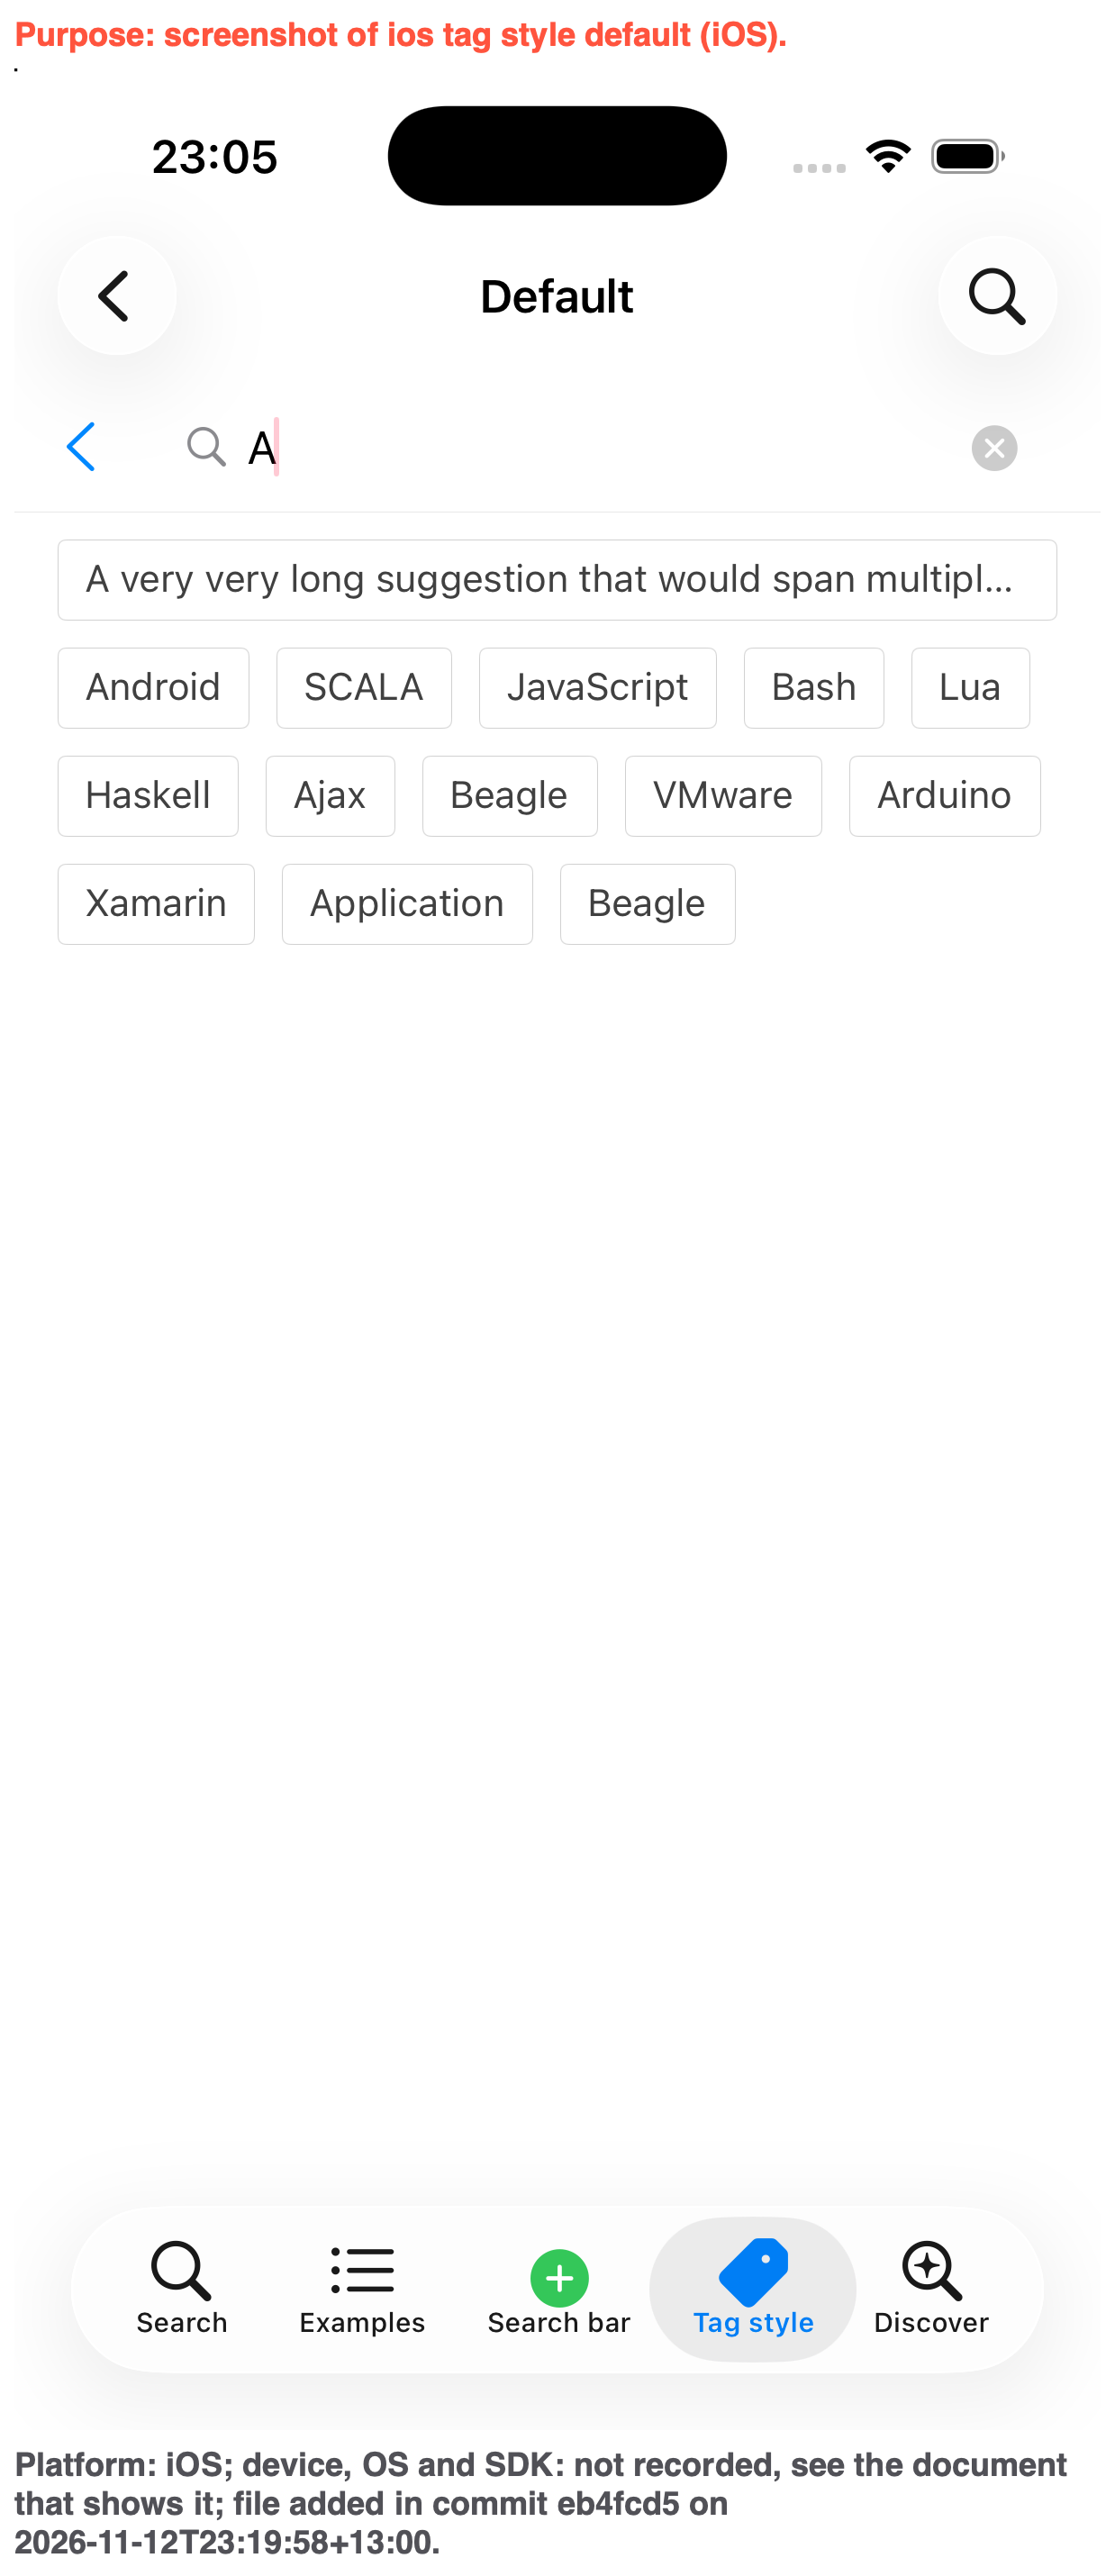 Purpose: screenshot of ios tag style default (iOS).
.
23:05
Default
A
A very very long suggestion that would span multipl...
Android SCALA JavaScript Bash Lua
Haskell Ajax Beagle VMware Arduino
Xamarin Application Beagle
Search Examples Search bar Tag style Discover
Platform: iOS; device, OS and SDK: not recorded, see the document
that shows it; file added in commit eb4fcd5 on
2026-11-12T23:19:58+13:00.